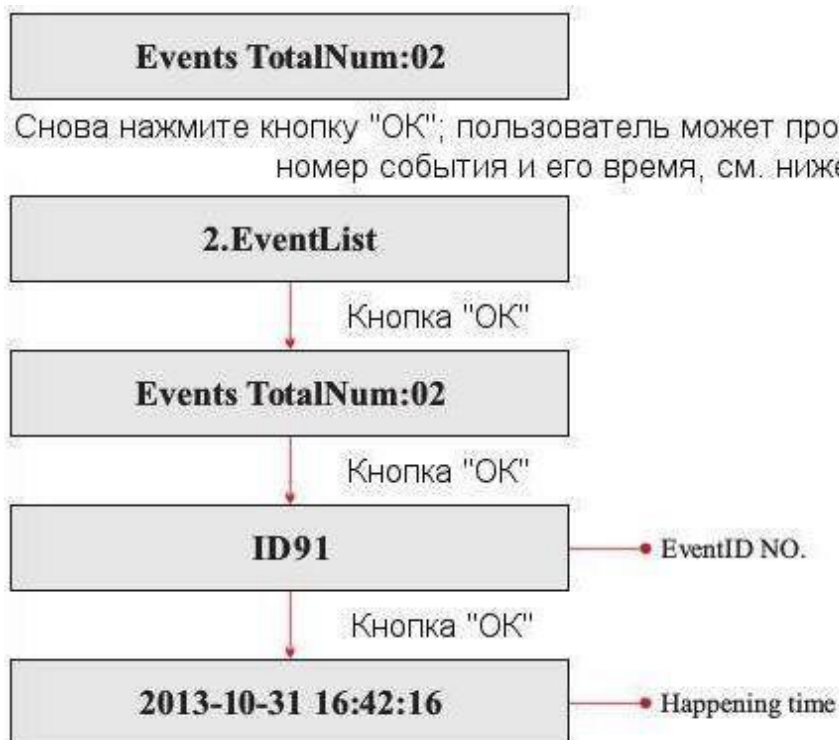 Events TotalNum:02
Снова нажмите кнопку "ОК"; пользователь может
номер события и его время, см. ниже
2.EventList
Кнопка "ОК"
Events TotalNum:02
Кнопка "ОК"
ID91
EventID NO.
Кнопка "ОК"
2013-10-31 16:42:16
Happening time